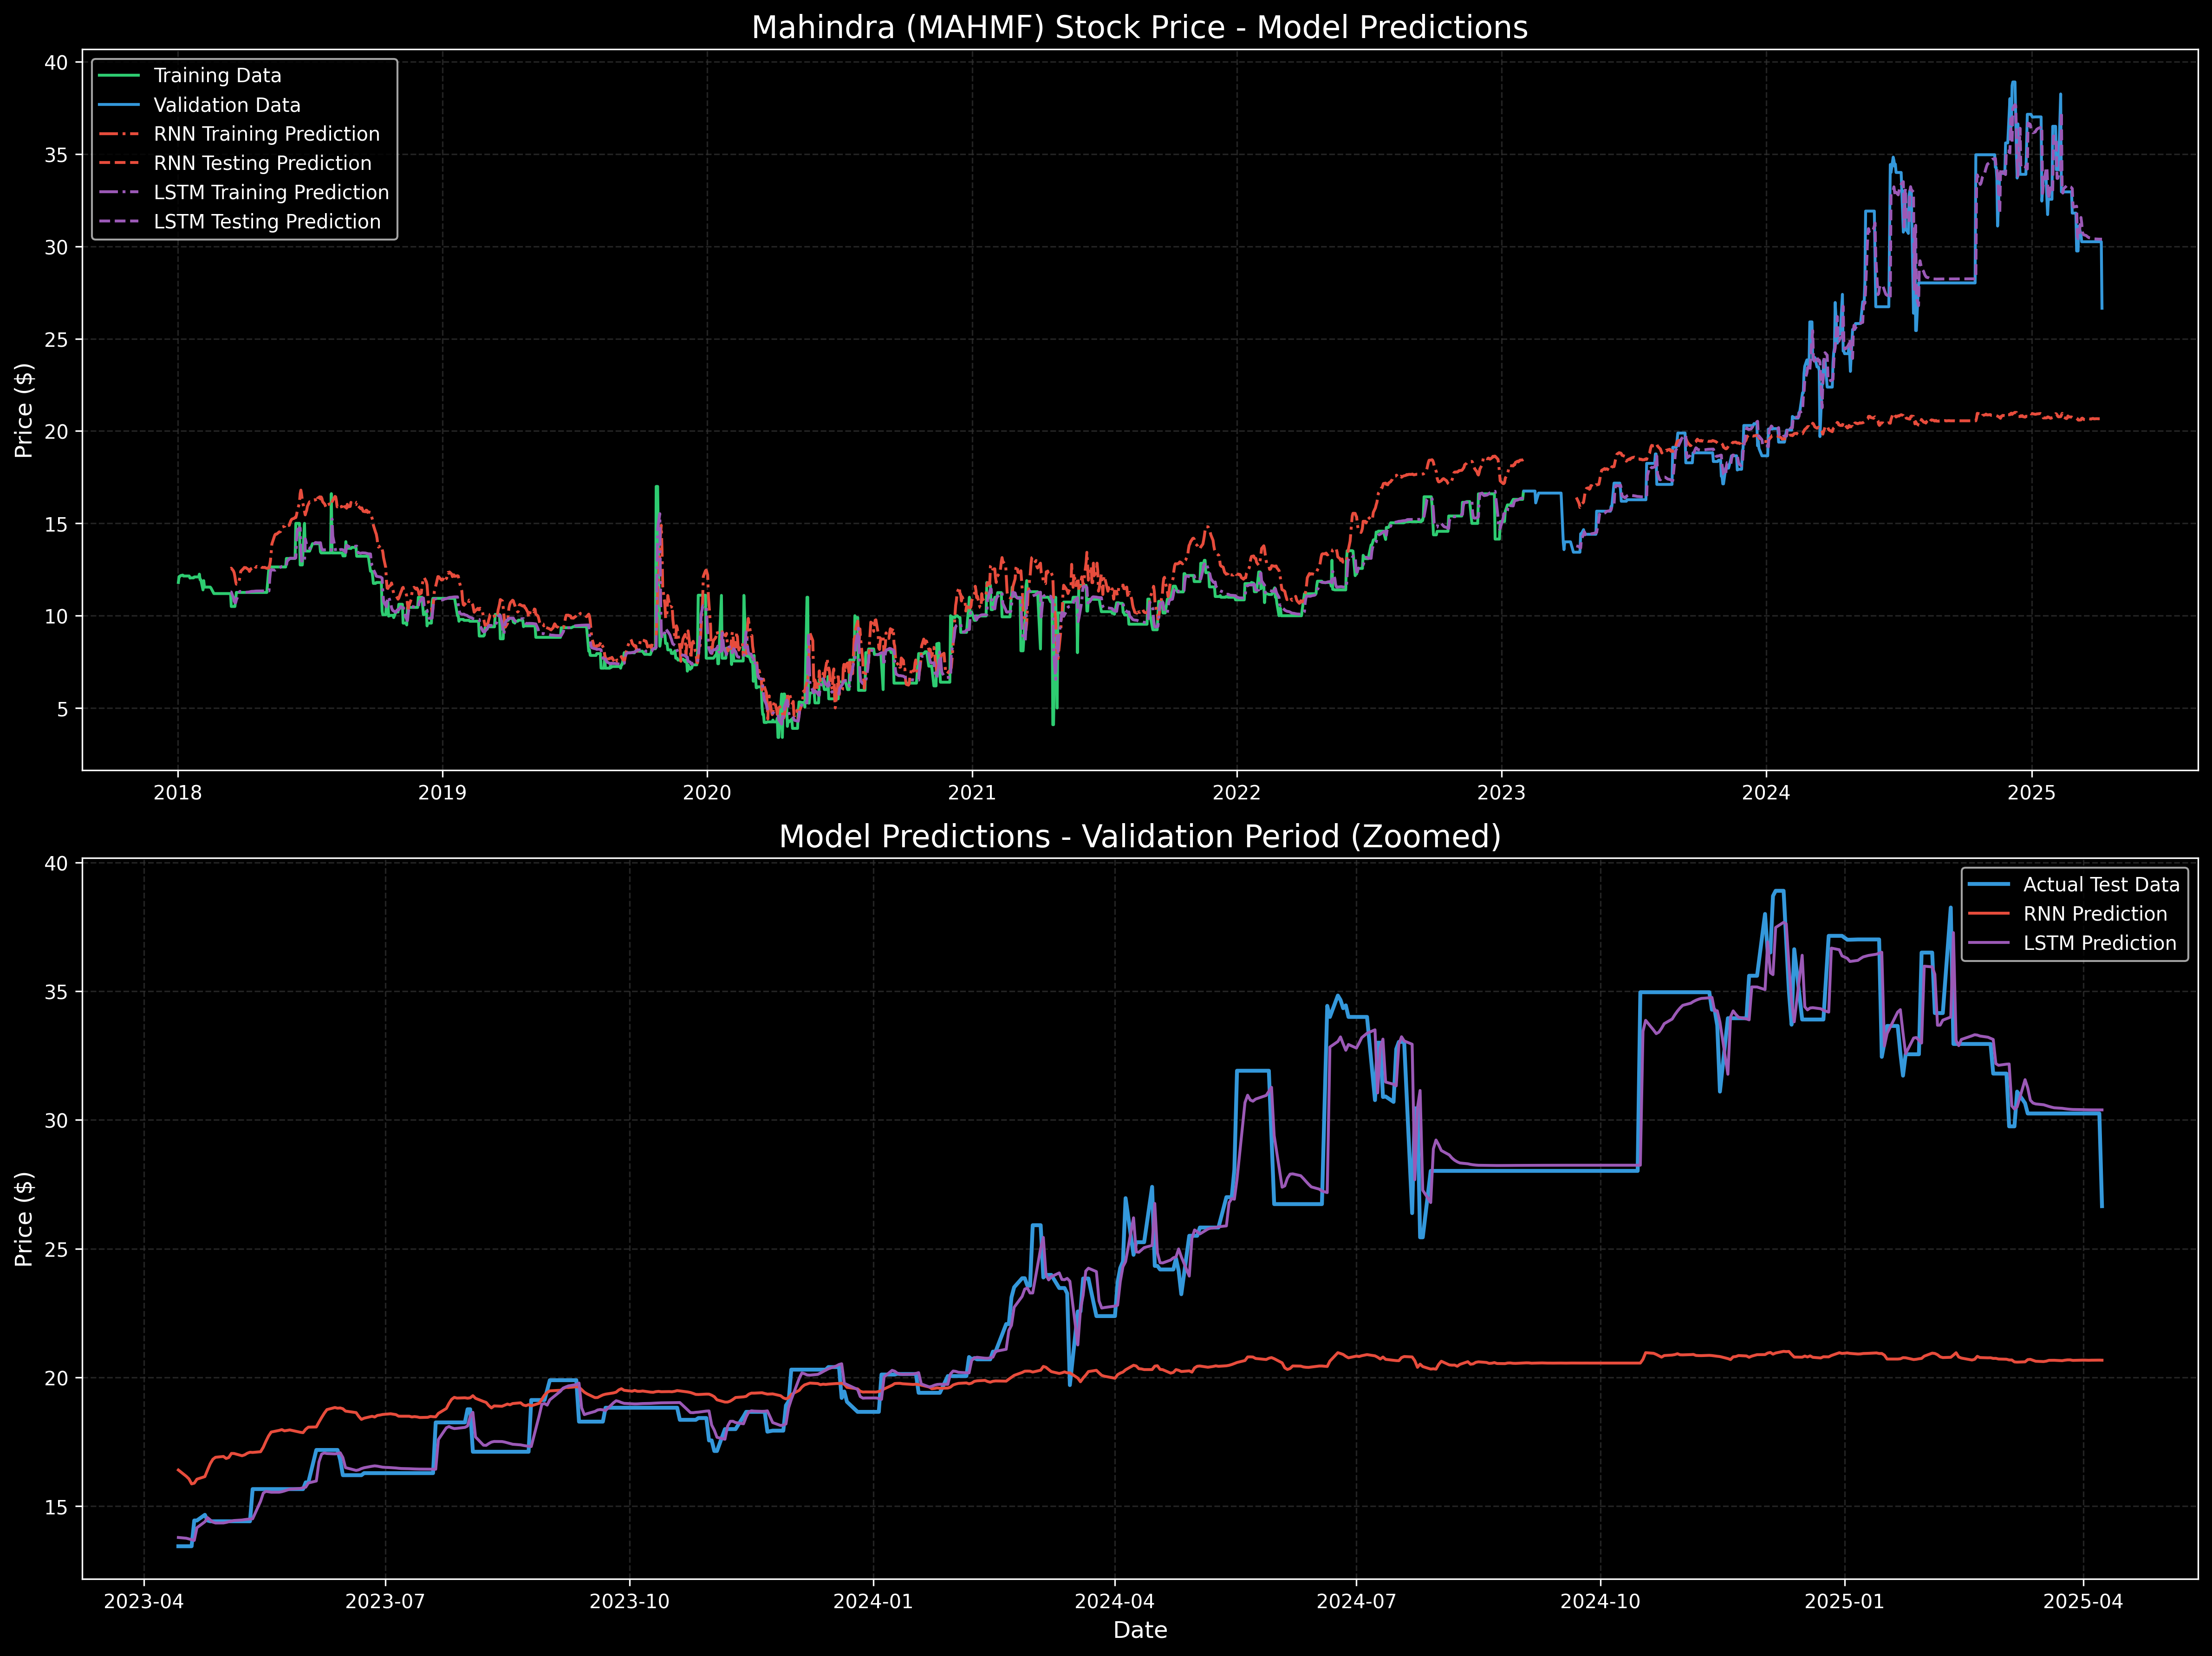 Mahindra (MAHMF) Stock Price - Model Predictions
Price ($)
40
35
30
25
20
15
10
5
Training Data
Validation Data
RNN Training Prediction
RNN Testing Prediction
LSTM Training Prediction
LSTM Testing Prediction
2018 2019 2020 2021 2022 2023 2024 2025
Model Predictions - Validation Period (Zoomed)
Price ($)
40
35
30
25
20
15
Actual Test Data
RNN Prediction
LSTM Prediction
2023-04 2023-07 2023-10 2024-01 2024-04 2024-07 2024-10 2025-01 2025-04
Date